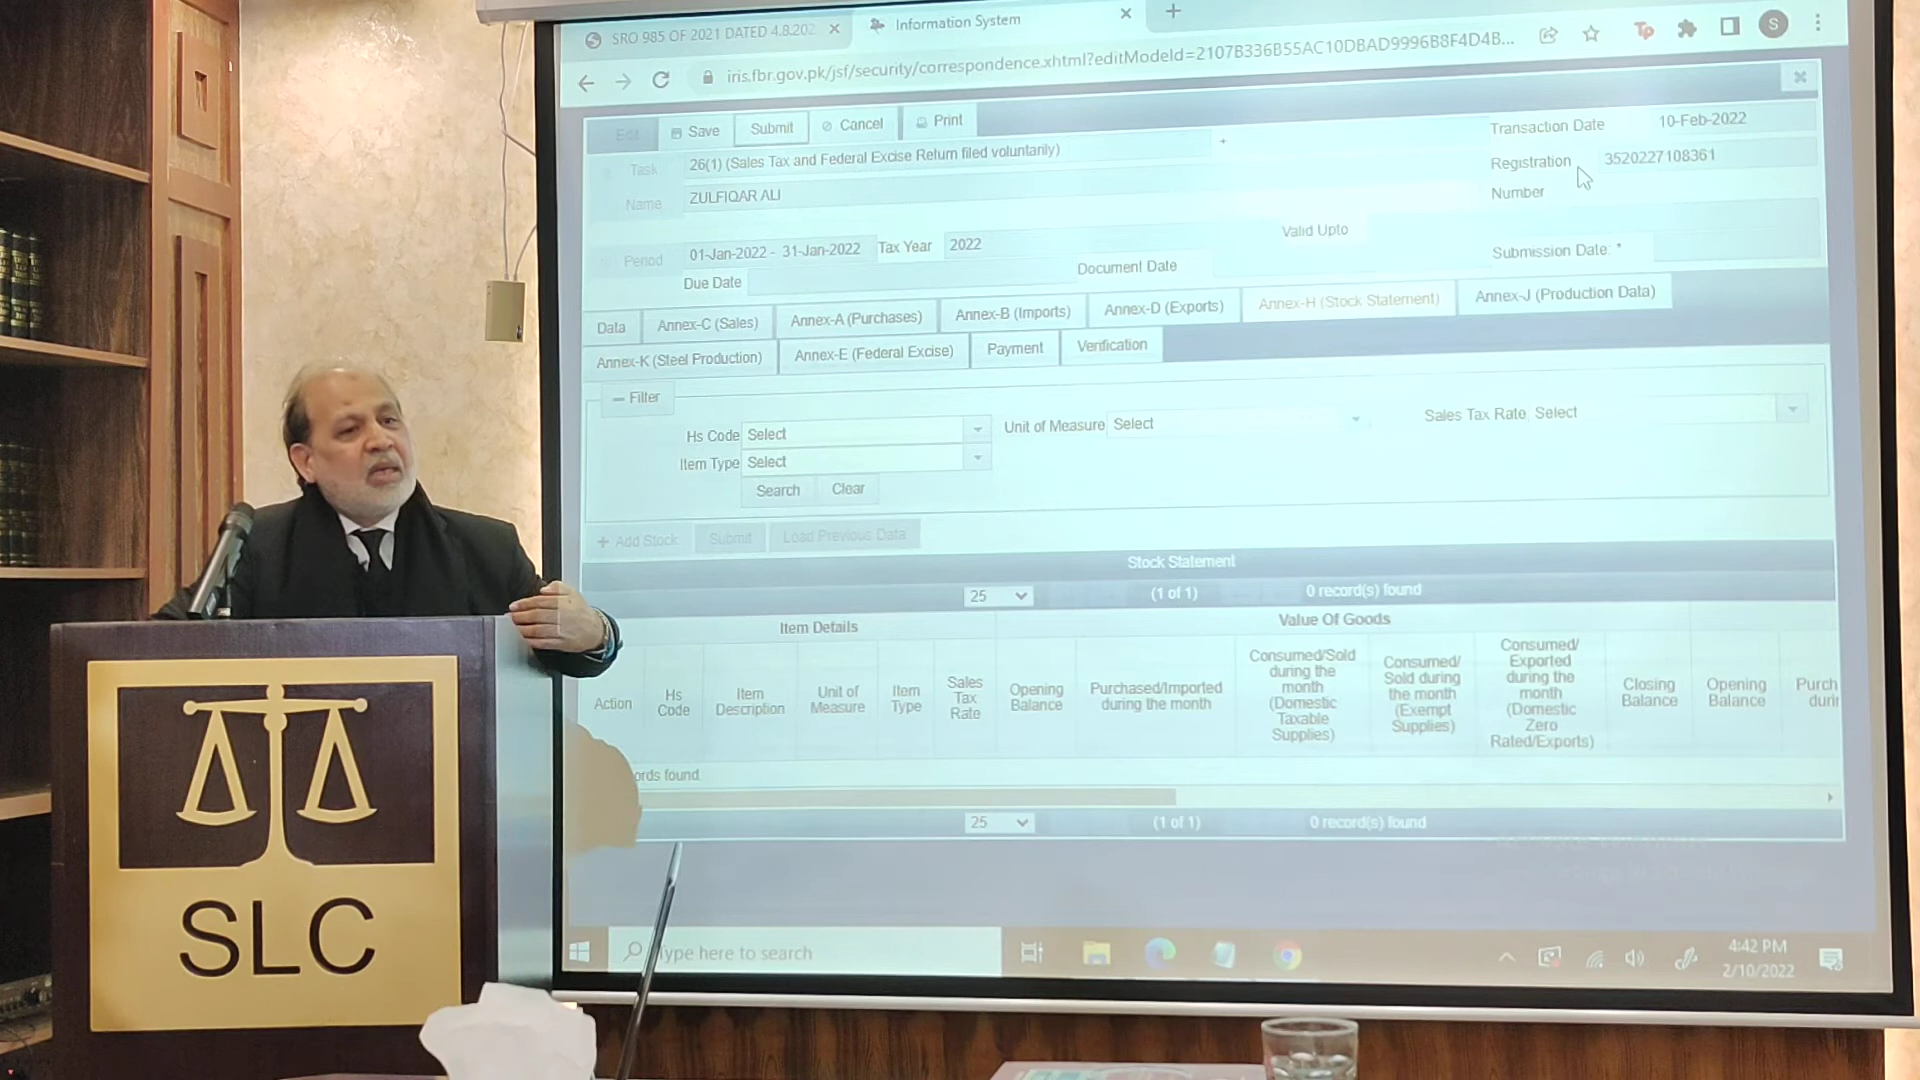 SRO 985 OF 2021 DATED 4.8.202
Information System
iris.fbr.gov.pk/jsf/security/correspondence.xhtml?editModeId=2107B336B55AC10DBAD9996B8F4D4B...
S
Edit Save Submit Cancel Print
Transaction Date 10-Feb-2022
Task 26(1) (Sales Tax and Federal Excise Return filed voluntarily) *
Registration Number 3520227108361
Name ZULFIQAR ALI
Period 01-Jan-2022 - 31-Jan-2022 Tax Year 2022 Valid Upto
Due Date Document Date Submission Date: *
Data Annex-C (Sales) Annex-A (Purchases) Annex-B (Imports) Annex-D (Exports) Annex-H (Stock Statement) Annex-J (Production Data)
Annex-K (Steel Production) Annex-E (Federal Excise) Payment Verification
Filter
Hs Code Select Unit of Measure Select Sales Tax Rate Select
Item Type Select
Search Clear
+ Add Stock Submit Load Previous Data
Stock Statement
25 (1 of 1) 0 record(s) found
Item Details Value Of Goods
Action
Hs Code
Item Description
Unit of Measure
Item Type
Sales Tax Rate
Opening Balance
Purchased/Imported during the month
Consumed/Sold during the month (Domestic Taxable Supplies)
Consumed/ Sold during the month (Exempt Supplies)
Consumed/ Exported during the month (Domestic Zero Rated/Exports)
Closing Balance
Opening Balance
Purch durin
ords found
25 (1 of 1) 0 record(s) found
Type here to search
4:42 PM
2/10/2022
SLC